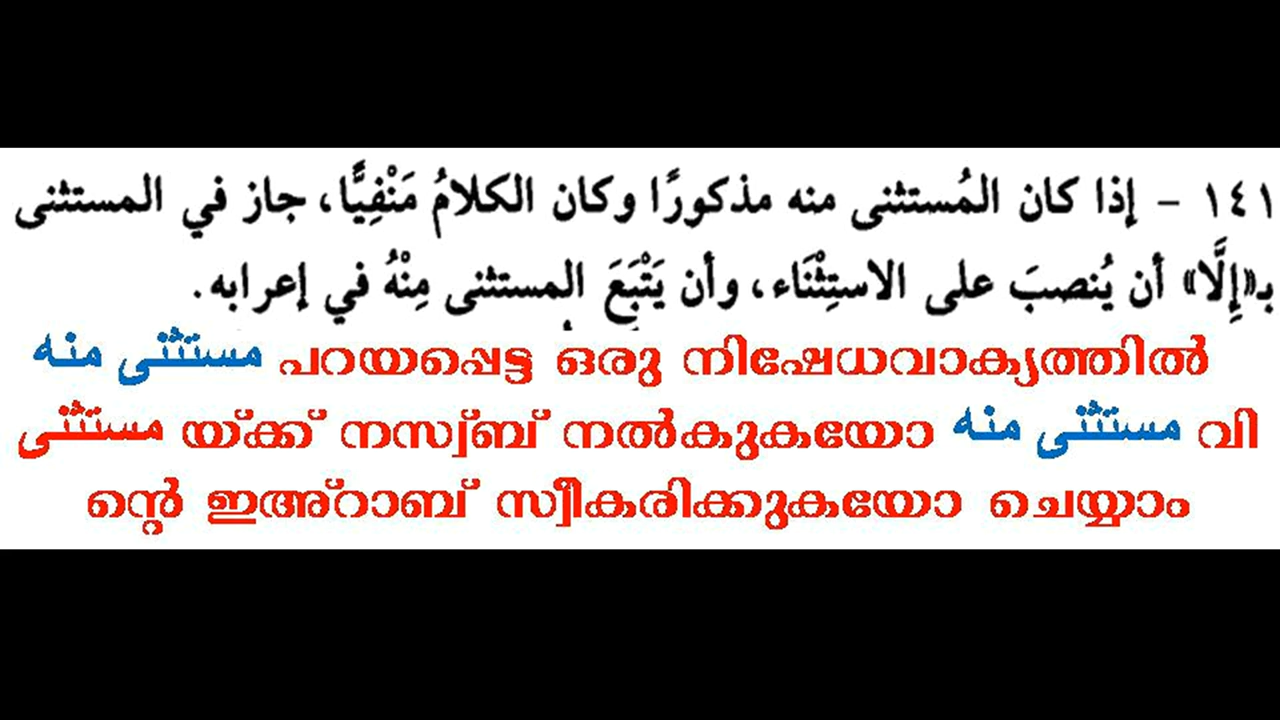 ١٤١ - إذا كان المُستثنى منه مذكورًا وكان الكلامُ مَنْفِيًّا، جاز في المستثنى
بـ«إِلَّا» أن يُنصبَ على الاستِثْنَاء، وأن يَتْبَعَ المستثنى مِنْهُ في إعرابه.
مستثنى منه പറയപ്പെട്ട ഒരു നിഷേധവാക്യത്തിൽ
مستثنى യ്ക്ക് നസ്വ്ബ് നൽകുകയോ مستثنى منه വി
ന്റെ ഇഅ്റാബ് സ്വീകരിക്കുകയോ ചെയ്യാം